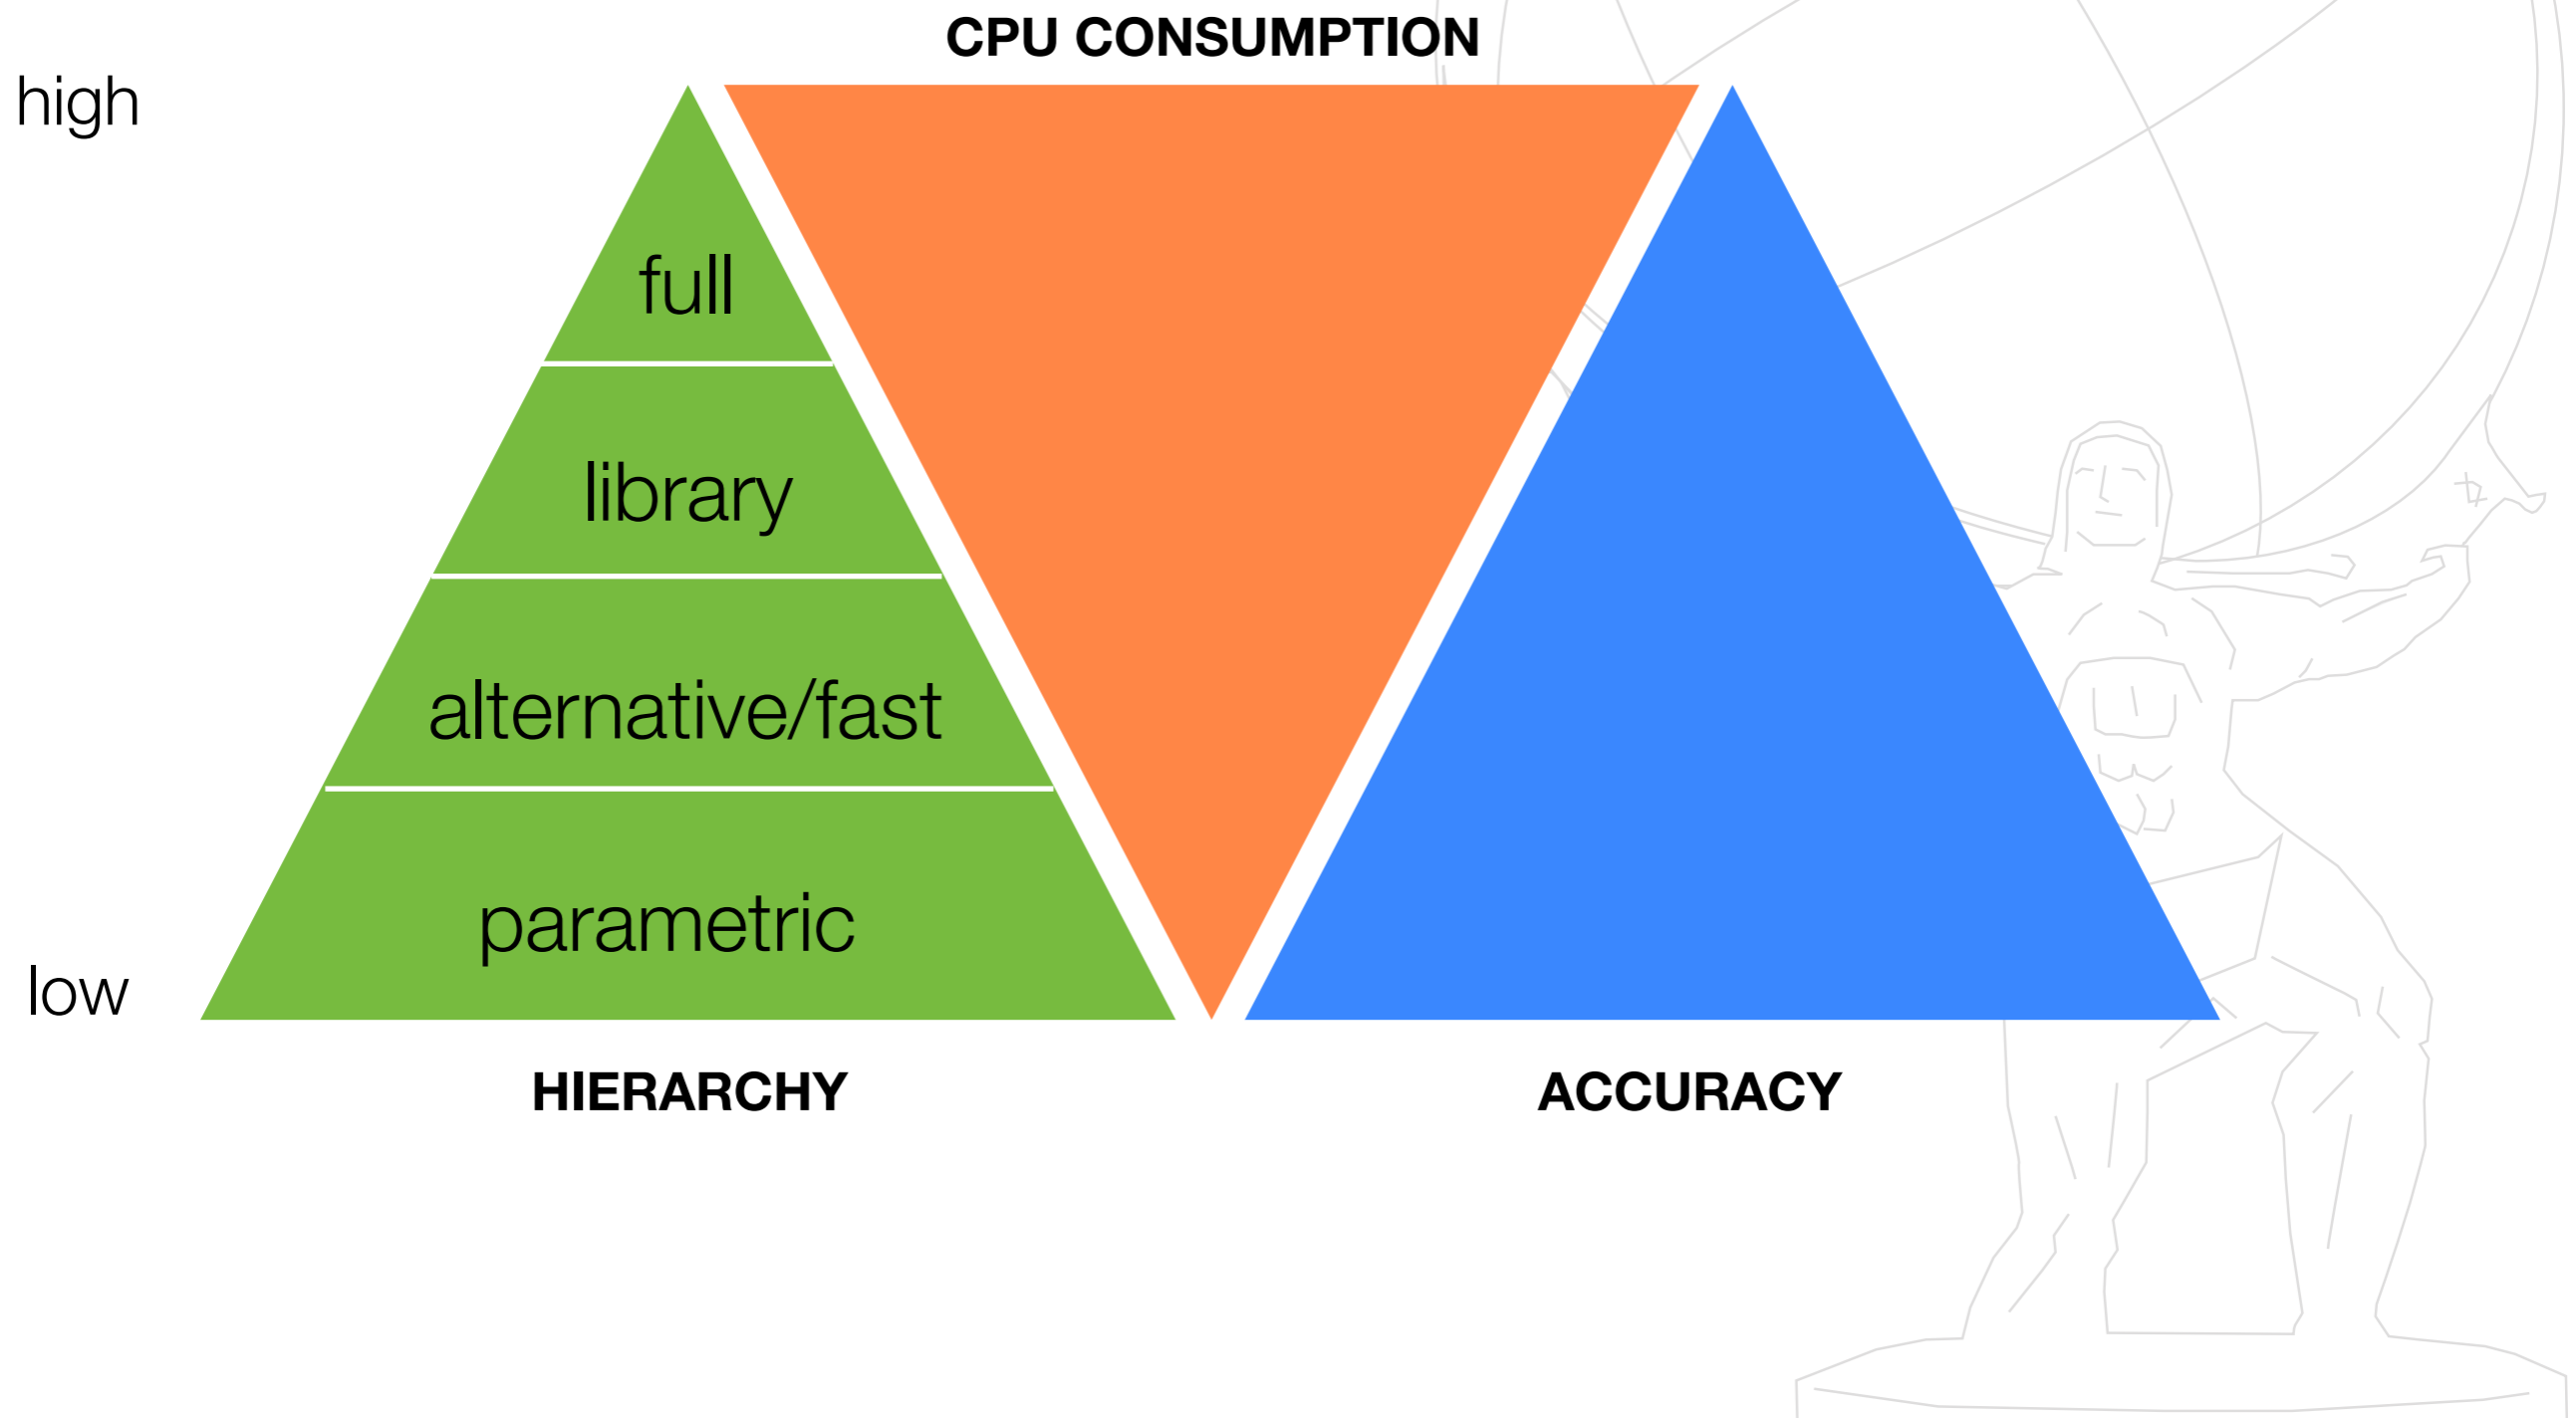 CPU CONSUMPTION
high
full
library
alternative/fast
parametric
low
HIERARCHY
ACCURACY